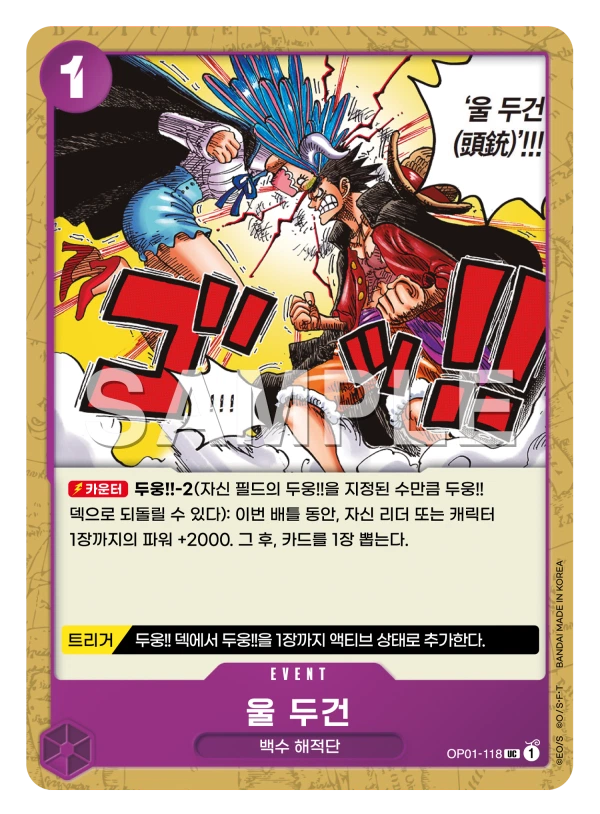 1
'울 두건
(頭銃)'!!!
ゴッ!!
!!!!
SAMPLE
카운터 두웅!!-2(자신 필드의 두웅!!을 지정된 수만큼 두웅!!
덱으로 되돌릴 수 있다): 이번 배틀 동안, 자신 리더 또는 캐릭터
1장까지의 파워 +2000. 그 후, 카드를 1장 뽑는다.
트리거 두웅!! 덱에서 두웅!!을 1장까지 액티브 상태로 추가한다.
EVENT
울 두건
백수 해적단
OP01-118 UC 1
©E.O/S. ©O/S·F·T BANDAI MADE IN KOREA